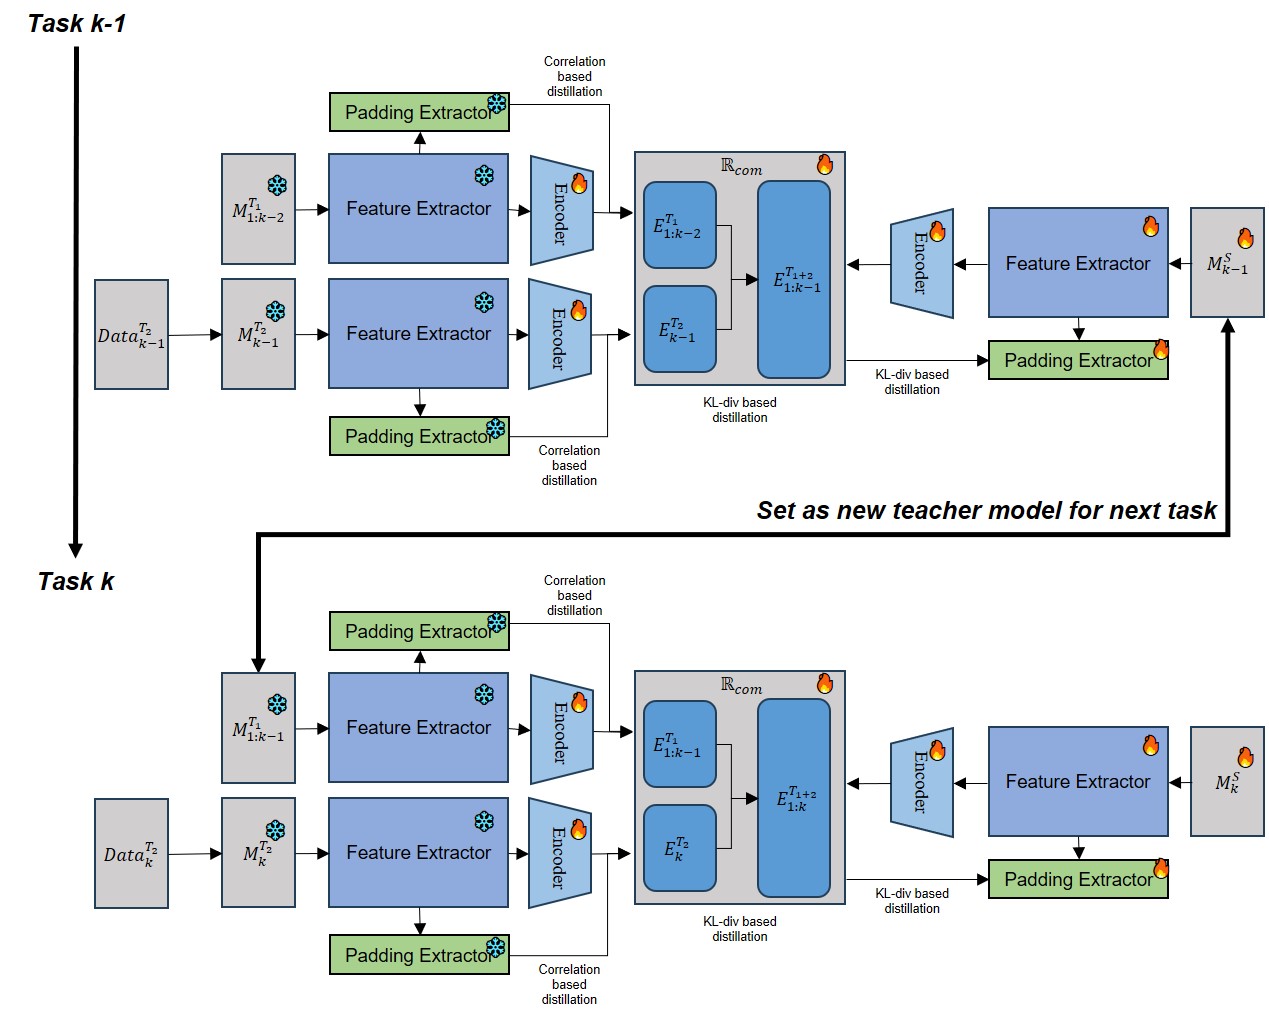 Task k-1
Correlation
based
distillation
Padding Extractor
M^{T_1}_{1:k−2}
Feature Extractor
Encoder
ℝ_{com}
E^{T_1}_{1:k−2}
E^{T_{1+2}}_{1:k−1}
E^{T_2}_{k−1}
Encoder
Feature Extractor
M^{S}_{k−1}
Data^{T_2}_{k−1}
M^{T_2}_{k−1}
Feature Extractor
Encoder
Padding Extractor
KL-div based
distillation
KL-div based
distillation
Padding Extractor
Correlation
based
distillation
Set as new teacher model for next task
Task k
Correlation
based
distillation
Padding Extractor
M^{T_1}_{1:k−1}
Feature Extractor
Encoder
ℝ_{com}
E^{T_1}_{1:k−1}
E^{T_{1+2}}_{1:k}
E^{T_2}_{k}
Encoder
Feature Extractor
M^{S}_{k}
Data^{T_2}_{k}
M^{T_2}_{k}
Feature Extractor
Encoder
Padding Extractor
KL-div based
distillation
KL-div based
distillation
Padding Extractor
Correlation
based
distillation